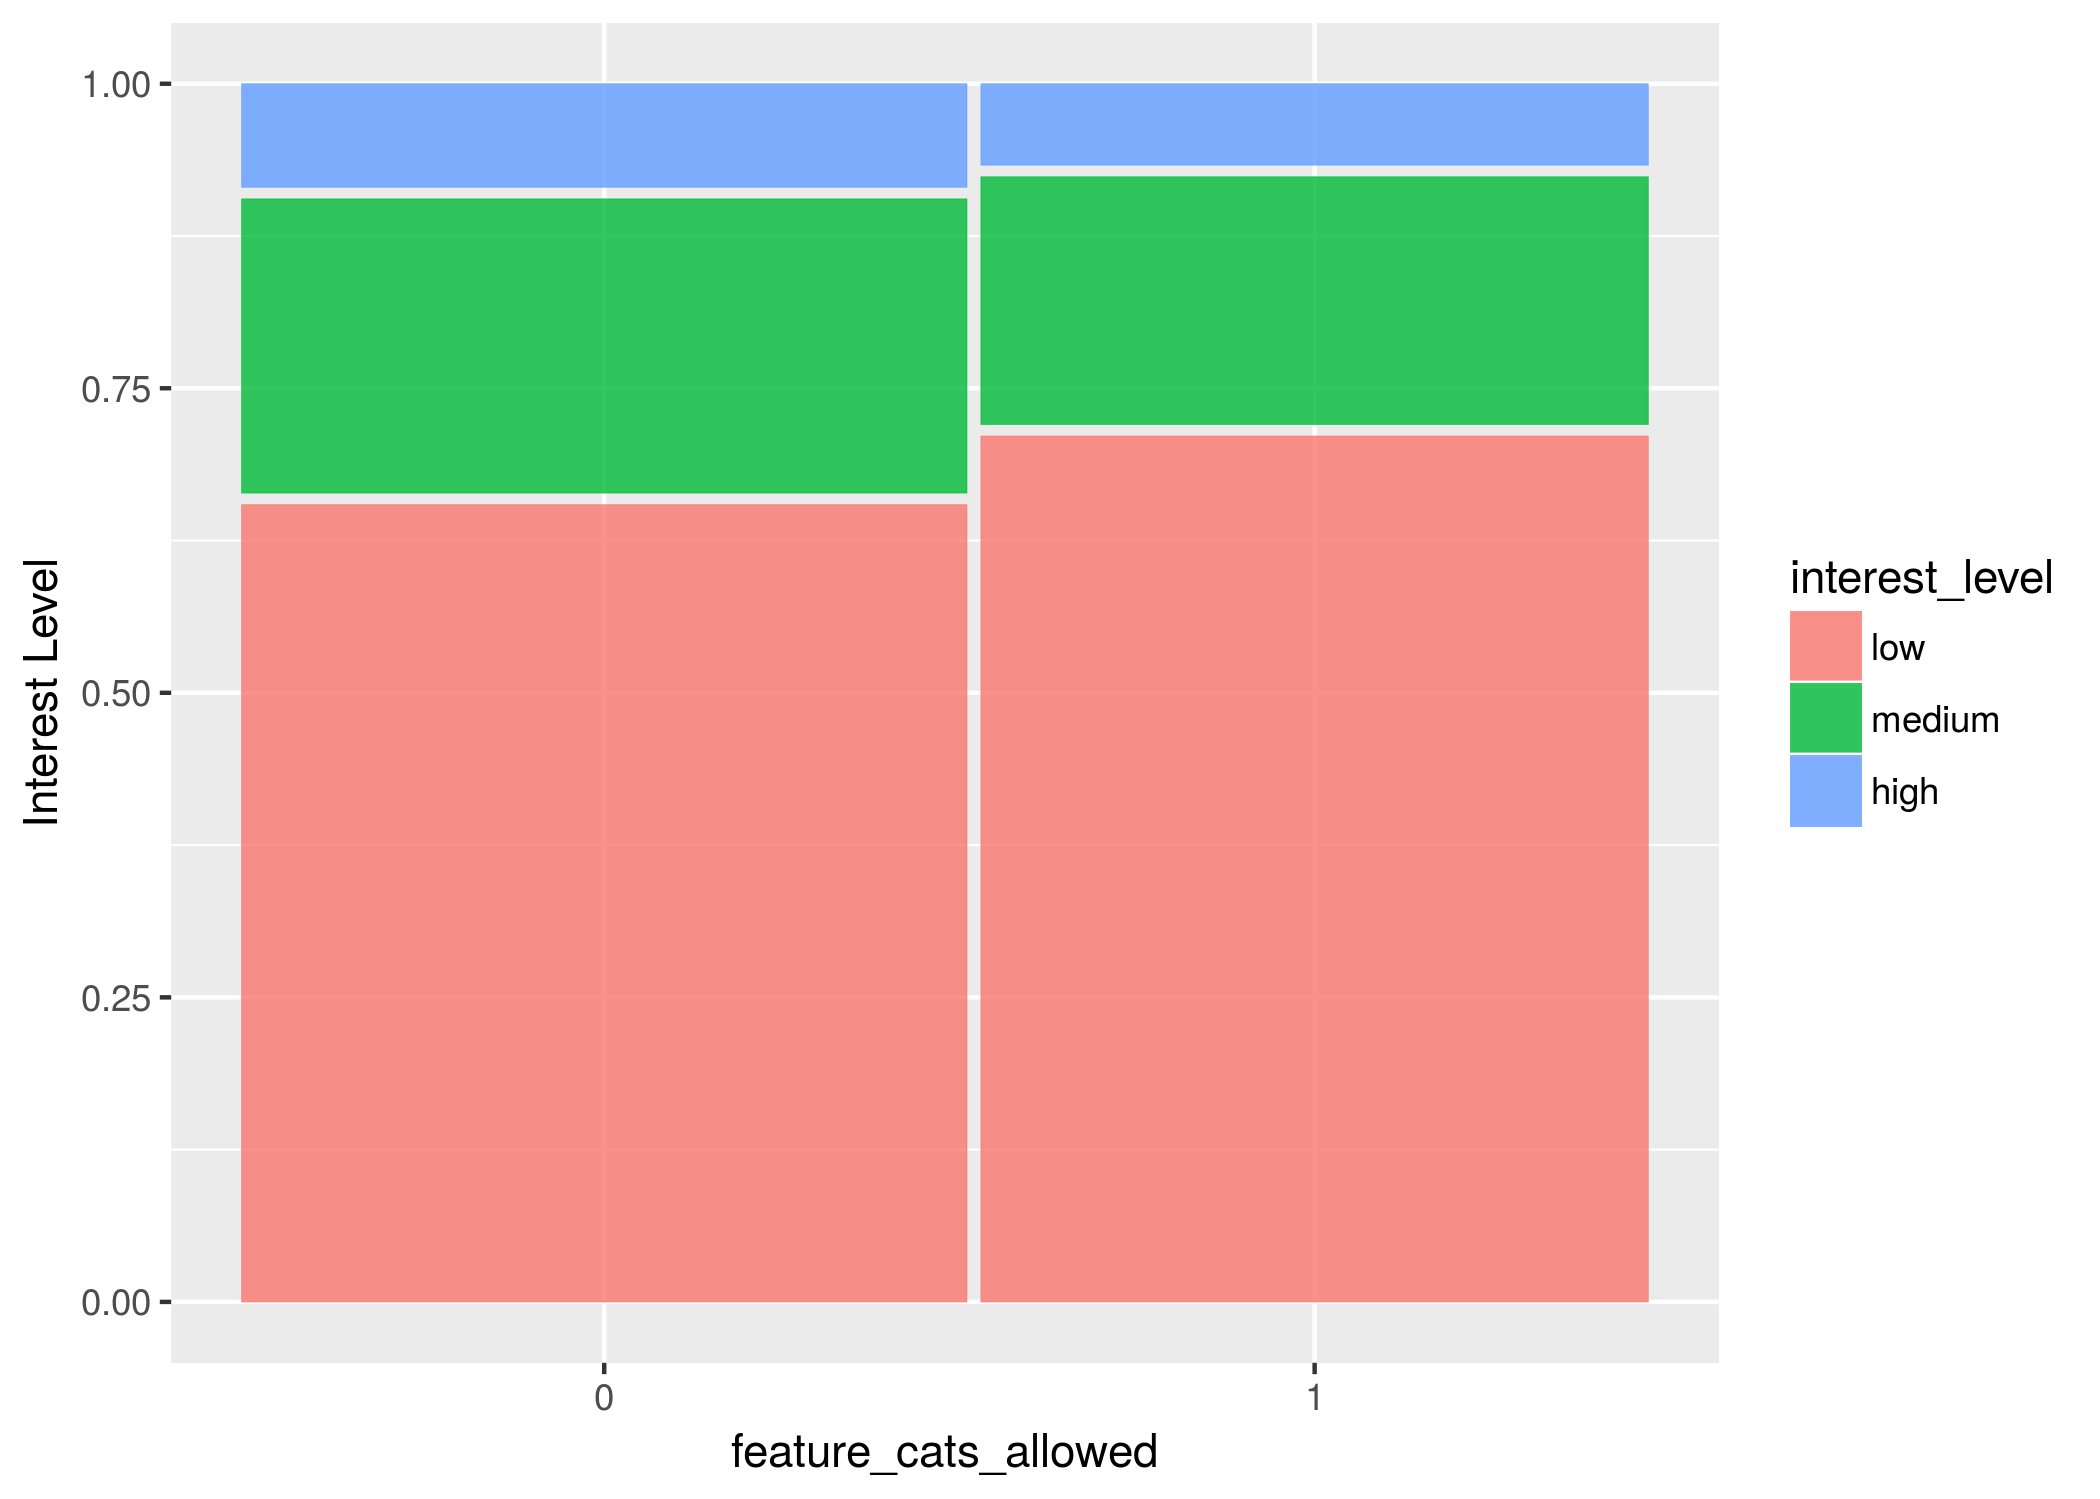 1.00
0.75
0.50
0.25
0.00
Interest Level
0
1
feature_cats_allowed
interest_level
low
medium
high